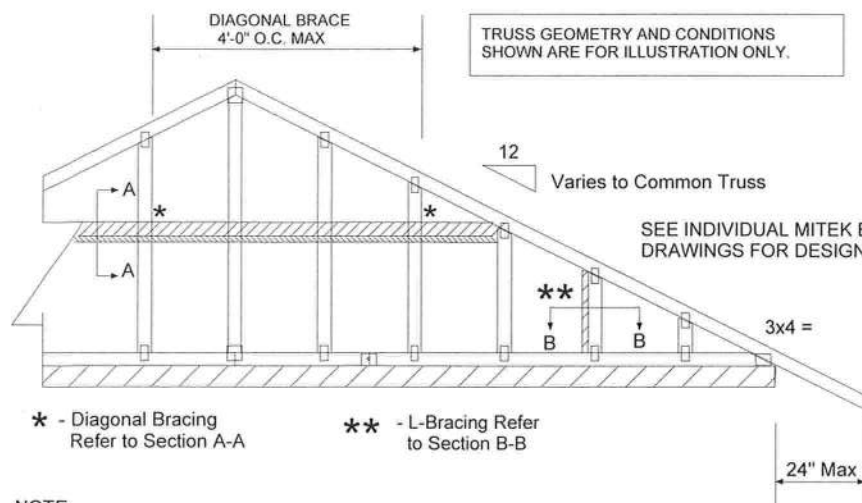 DIAGONAL BRACE
4'-0" O.C. MAX
TRUSS GEOMETRY AND CONDITIONS
SHOWN ARE FOR ILLUSTRATION ONLY.
12
Varies to Common Truss
A
*
*
SEE INDIVIDUAL MITEK E
DRAWINGS FOR DESIGN
A
**
3x4 =
B
B
* - Diagonal Bracing
Refer to Section A-A
** - L-Bracing Refer
to Section B-B
24" Max
NOTE